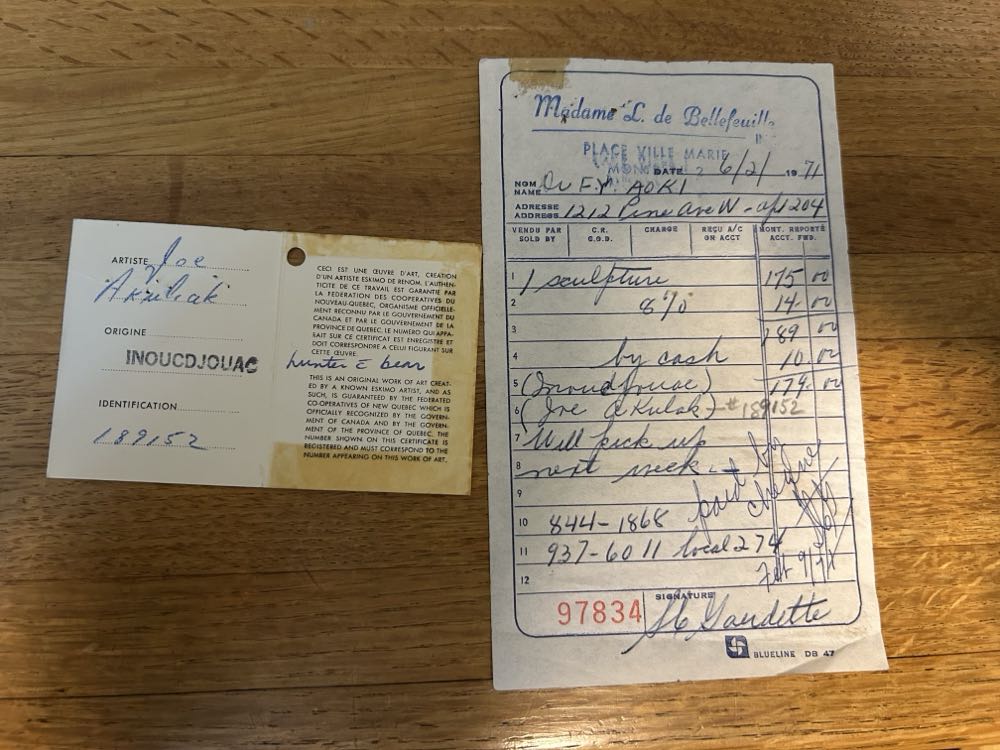 ARTISTE Joe
Akuliak
ORIGINE
INOUCDJOUAC
IDENTIFICATION
189152
CECI EST UNE ŒUVRE D'ART, CREATION
D'UN ARTISTE ESKIMO DE RENOM. L'AUTHEN-
TICITE DE CE TRAVAIL EST GARANTIE PAR
LA FEDERATION DES COOPERATIVES DU
NOUVEAU-QUEBEC, ORGANISME OFFICIELLE-
MENT RECONNU PAR LE GOUVERNEMENT DU
CANADA ET PAR LE GOUVERNEMENT DE LA
PROVINCE DE QUEBEC. LE NUMERO QUI APPA-
RAIT SUR CE CERTIFICAT EST ENREGISTRE ET
DOIT CORRESPONDRE A CELUI FIGURANT SUR
CETTE ŒUVRE.
hunter & bear
THIS IS AN ORIGINAL WORK OF ART CREAT-
ED BY A KNOWN ESKIMO ARTIST, AND AS
SUCH, IS GUARANTEED BY THE FEDERATED
CO-OPERATIVES OF NEW QUEBEC WHICH IS
OFFICIALLY RECOGNIZED BY THE GOVERN-
MENT OF CANADA AND BY THE GOVERN-
MENT OF THE PROVINCE OF QUEBEC. THE
NUMBER SHOWN ON THIS CERTIFICATE IS
REGISTERED AND MUST CORRESPOND TO THE
NUMBER APPEARING ON THIS WORK OF ART.
Madame L. de Bellefeuille
PLACE VILLE MARIE
DATE 6/2/ 1971
NOM
NAME Dr F.Y. AOKI
ADRESSE
ADDRESS 1212 Pine Ave W - apt 204
VENDU PAR C.R. CHARGE REÇU A/C MONT. REPORTÉ
SOLD BY C.O.D. ON ACCT ACCT. FWD.
1 1 sculpture 175 00
2 8% 14 00
3 189 00
4 by cash 10 00
5 (Inoudjouac) 179 00
6 (Joe Akulak) - # 189152
7 Will pick up
8 next week - paid by
9 cheque
10 844-1868
11 937-6011 local 274
12 Feb 9/71
97834 SIGNATURE
Gaudette
BLUELINE DB 47